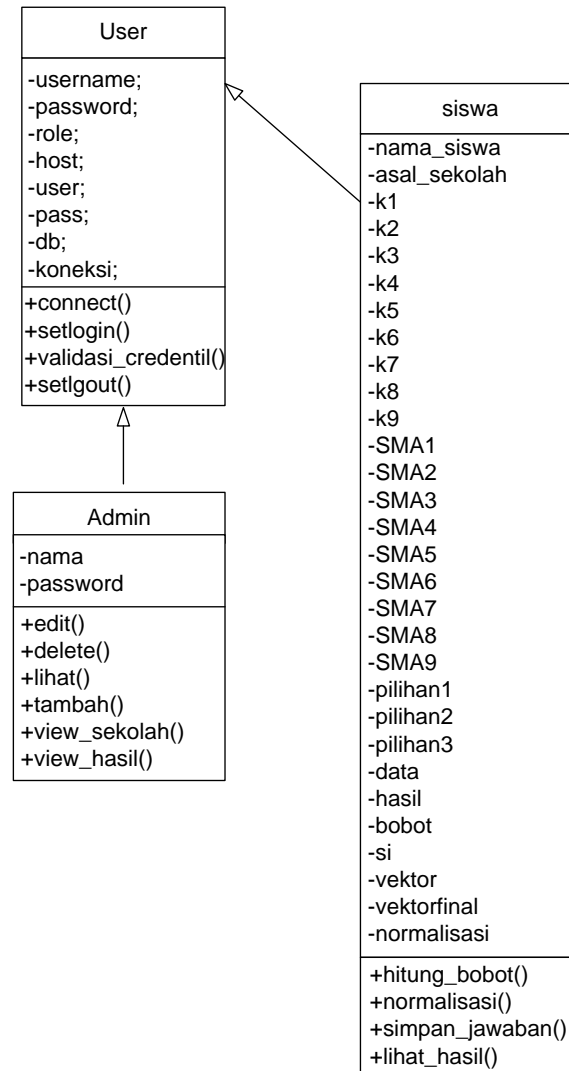 User
-username;
-password;
-role;
-host;
-user;
-pass;
-db;
-koneksi;
+connect()
+setlogin()
+validasi_credentil()
+setlgout()
Admin
-nama
-password
+edit()
+delete()
+lihat()
+tambah()
+view_sekolah()
+view_hasil()
siswa
-nama_siswa
-asal_sekolah
-k1
-k2
-k3
-k4
-k5
-k6
-k7
-k8
-k9
-SMA1
-SMA2
-SMA3
-SMA4
-SMA5
-SMA6
-SMA7
-SMA8
-SMA9
-pilihan1
-pilihan2
-pilihan3
-data
-hasil
-bobot
-si
-vektor
-vektorfinal
-normalisasi
+hitung_bobot()
+normalisasi()
+simpan_jawaban()
+lihat_hasil()